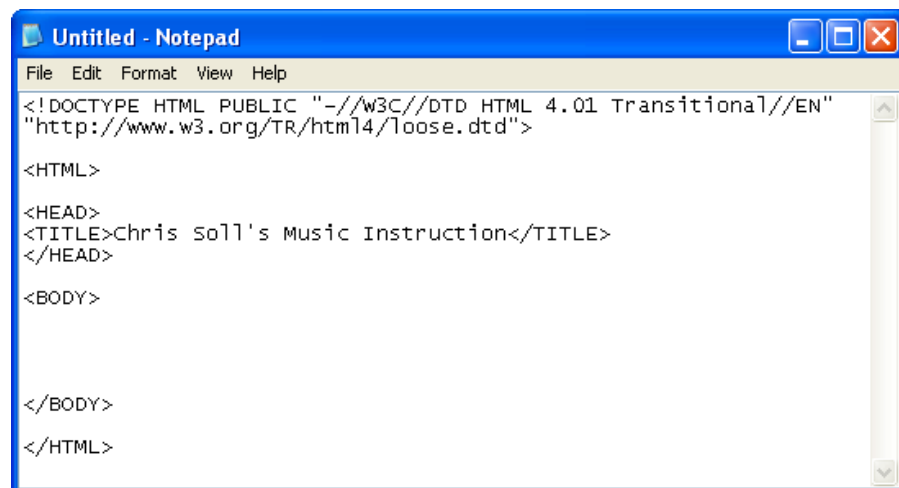 Untitled - Notepad
File Edit Format View Help
<!DOCTYPE HTML PUBLIC "-//W3C//DTD HTML 4.01 Transitional//EN"
"http://www.w3.org/TR/html4/loose.dtd">
<HTML>
<HEAD>
<TITLE>Chris Soll's Music Instruction</TITLE>
</HEAD>
<BODY>
</BODY>
</HTML>